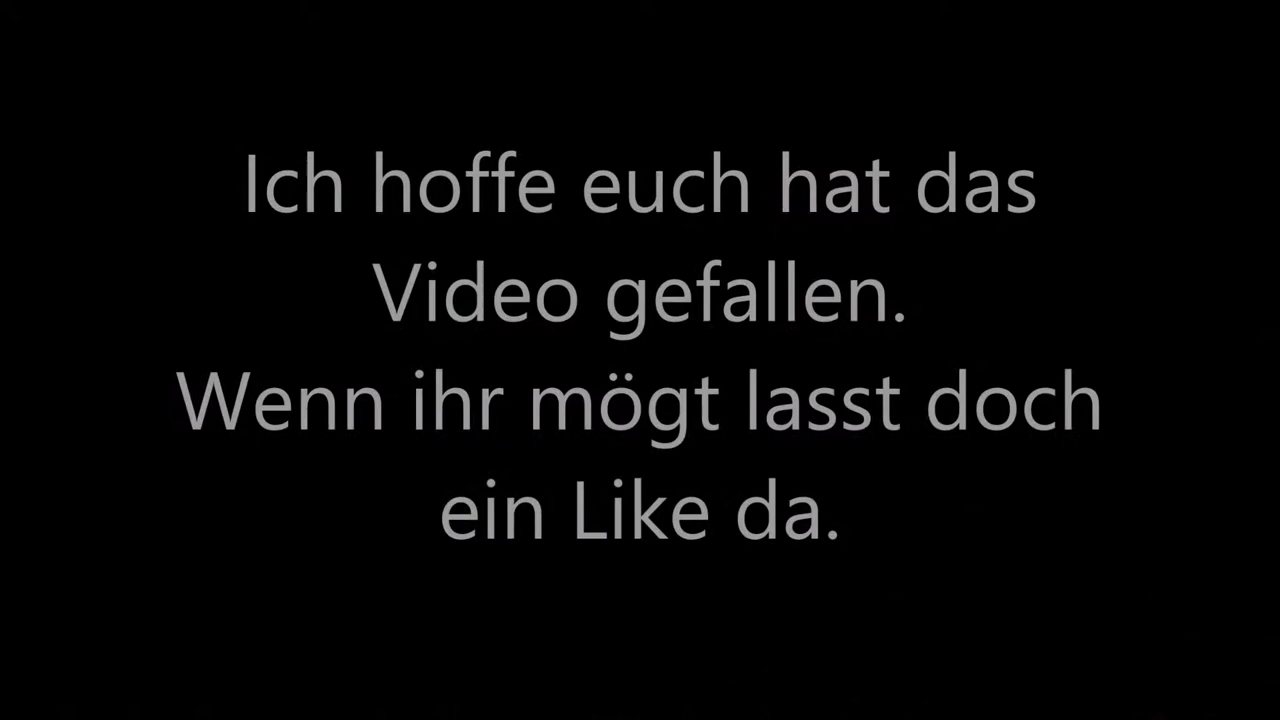 Ich hoffe euch hat das
Video gefallen.
Wenn ihr mögt lasst doch
ein Like da.